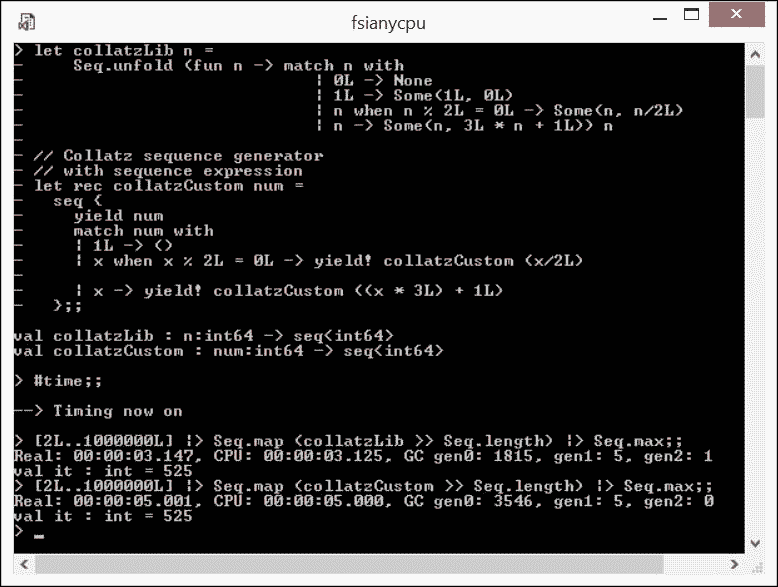 fsianycpu
> let collatzLib n =
-     Seq.unfold (fun n -> match n with
-                             | 0L -> None
-                             | 1L -> Some(1L, 0L)
-                             | n when n % 2L = 0L -> Some(n, n/2L)
-                             | n -> Some(n, 3L * n + 1L)) n
-
- // Collatz sequence generator
- // with sequence expression
- let rec collatzCustom num =
-   seq {
-     yield num
-     match num with
-     | 1L -> ()
-     | x when x % 2L = 0L -> yield! collatzCustom (x/2L)
-
-     | x -> yield! collatzCustom ((x * 3L) + 1L)
-   };;
val collatzLib : n:int64 -> seq<int64>
val collatzCustom : num:int64 -> seq<int64>
> #time;;
--> Timing now on
> [2L..1000000L] |> Seq.map (collatzLib >> Seq.length) |> Seq.max;;
Real: 00:00:03.147, CPU: 00:00:03.125, GC gen0: 1815, gen1: 5, gen2: 1
val it : int = 525
> [2L..1000000L] |> Seq.map (collatzCustom >> Seq.length) |> Seq.max;;
Real: 00:00:05.001, CPU: 00:00:05.000, GC gen0: 3546, gen1: 5, gen2: 0
val it : int = 525
> _